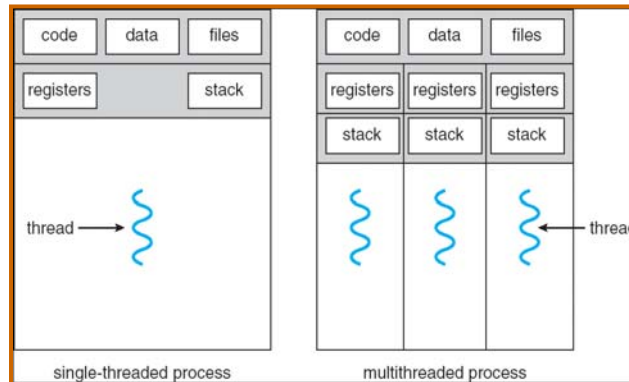 code data files
registers stack
thread
single-threaded process
code data files
registers registers registers
stack stack stack
thread
multithreaded process